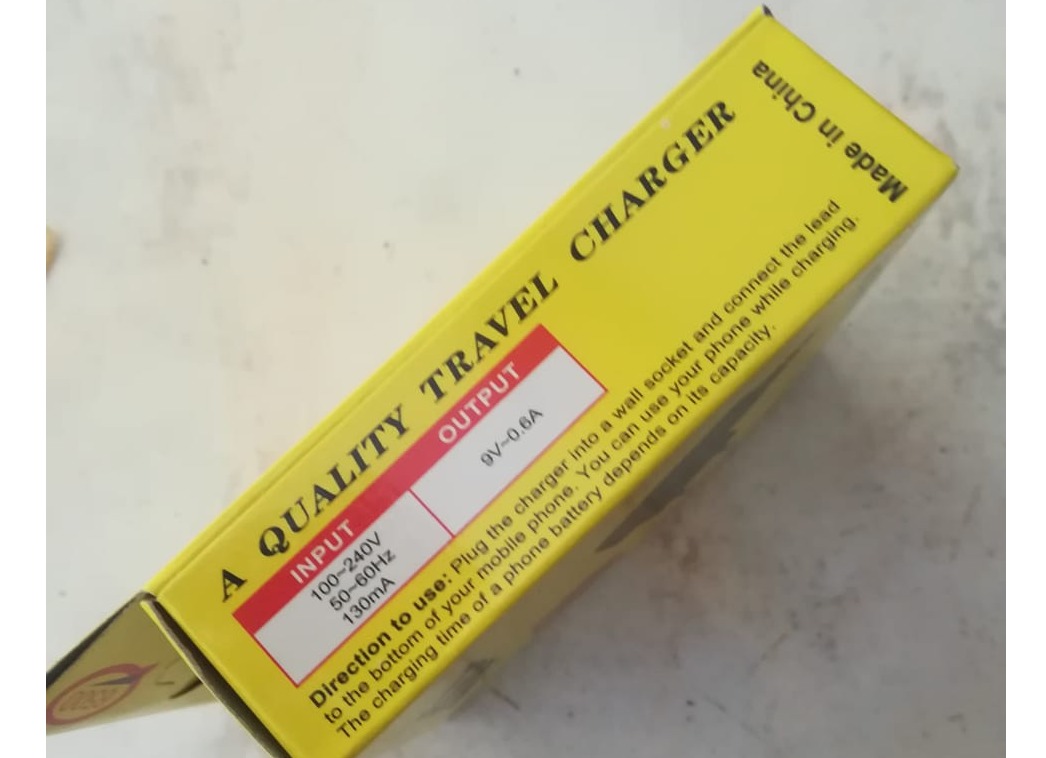 A QUALITY TRAVEL CHARGER
INPUT OUTPUT
100~240V
50~60Hz
130mA
9V~0.6A
Direction to use: Plug the charger into a wall socket and connect the lead
to the bottom of your mobile phone. You can use your phone while charging.
The charging time of a phone battery depends on its capacity.
Made in China